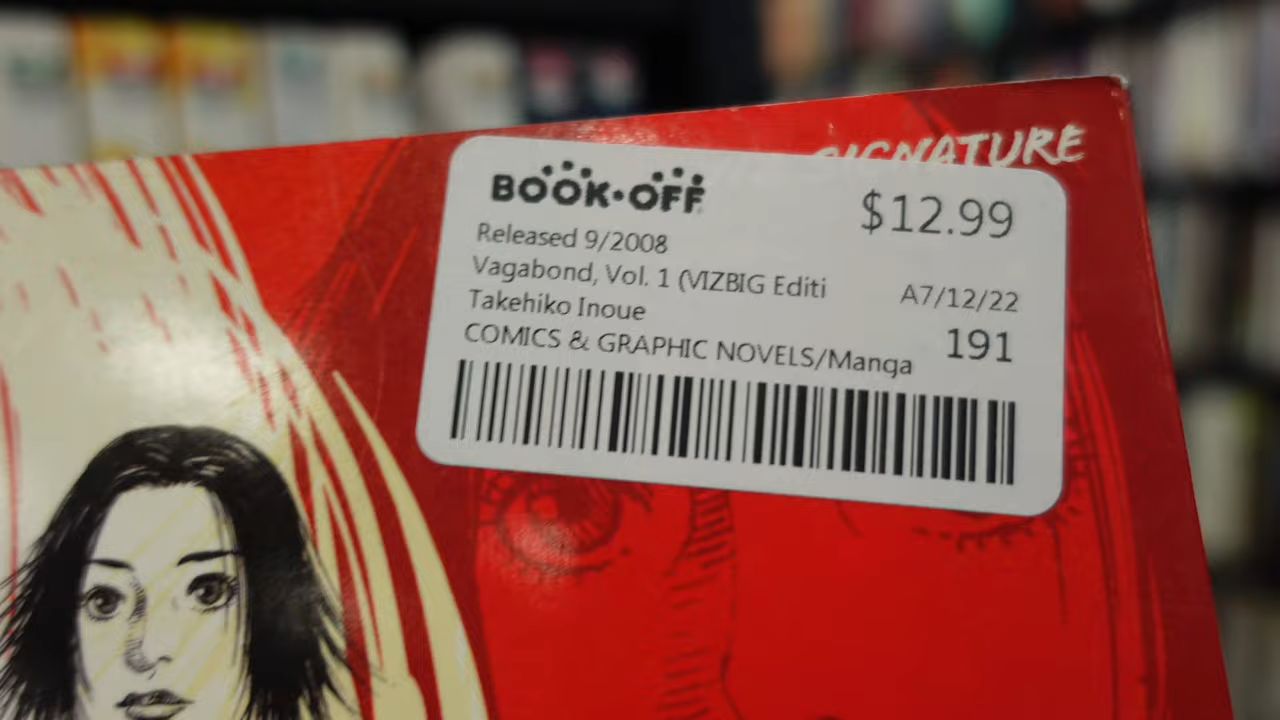 SIGNATURE
BOOK·OFF
$12.99
Released 9/2008
Vagabond, Vol. 1 (VIZBIG Editi
A7/12/22
Takehiko Inoue
191
COMICS & GRAPHIC NOVELS/Manga